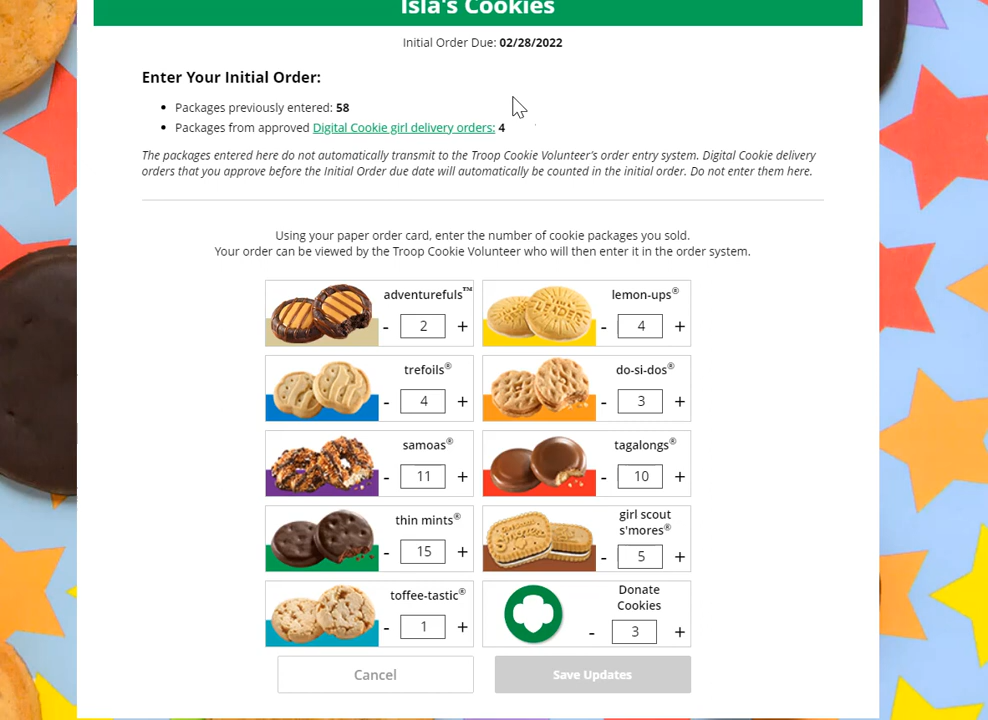 Isla's Cookies
Initial Order Due: 02/28/2022
Enter Your Initial Order:
• Packages previously entered: 58
• Packages from approved Digital Cookie girl delivery orders: 4
The packages entered here do not automatically transmit to the Troop Cookie Volunteer's order entry system. Digital Cookie delivery
orders that you approve before the Initial Order due date will automatically be counted in the initial order. Do not enter them here.
Using your paper order card, enter the number of cookie packages you sold.
Your order can be viewed by the Troop Cookie Volunteer who will then enter it in the order system.
adventurefuls™
- 2 +
lemon-ups®
- 4 +
trefoils®
- 4 +
do-si-dos®
- 3 +
samoas®
- 11 +
tagalongs®
- 10 +
thin mints®
- 15 +
girl scout
s'mores®
- 5 +
toffee-tastic®
- 1 +
Donate
Cookies
- 3 +
Cancel
Save Updates